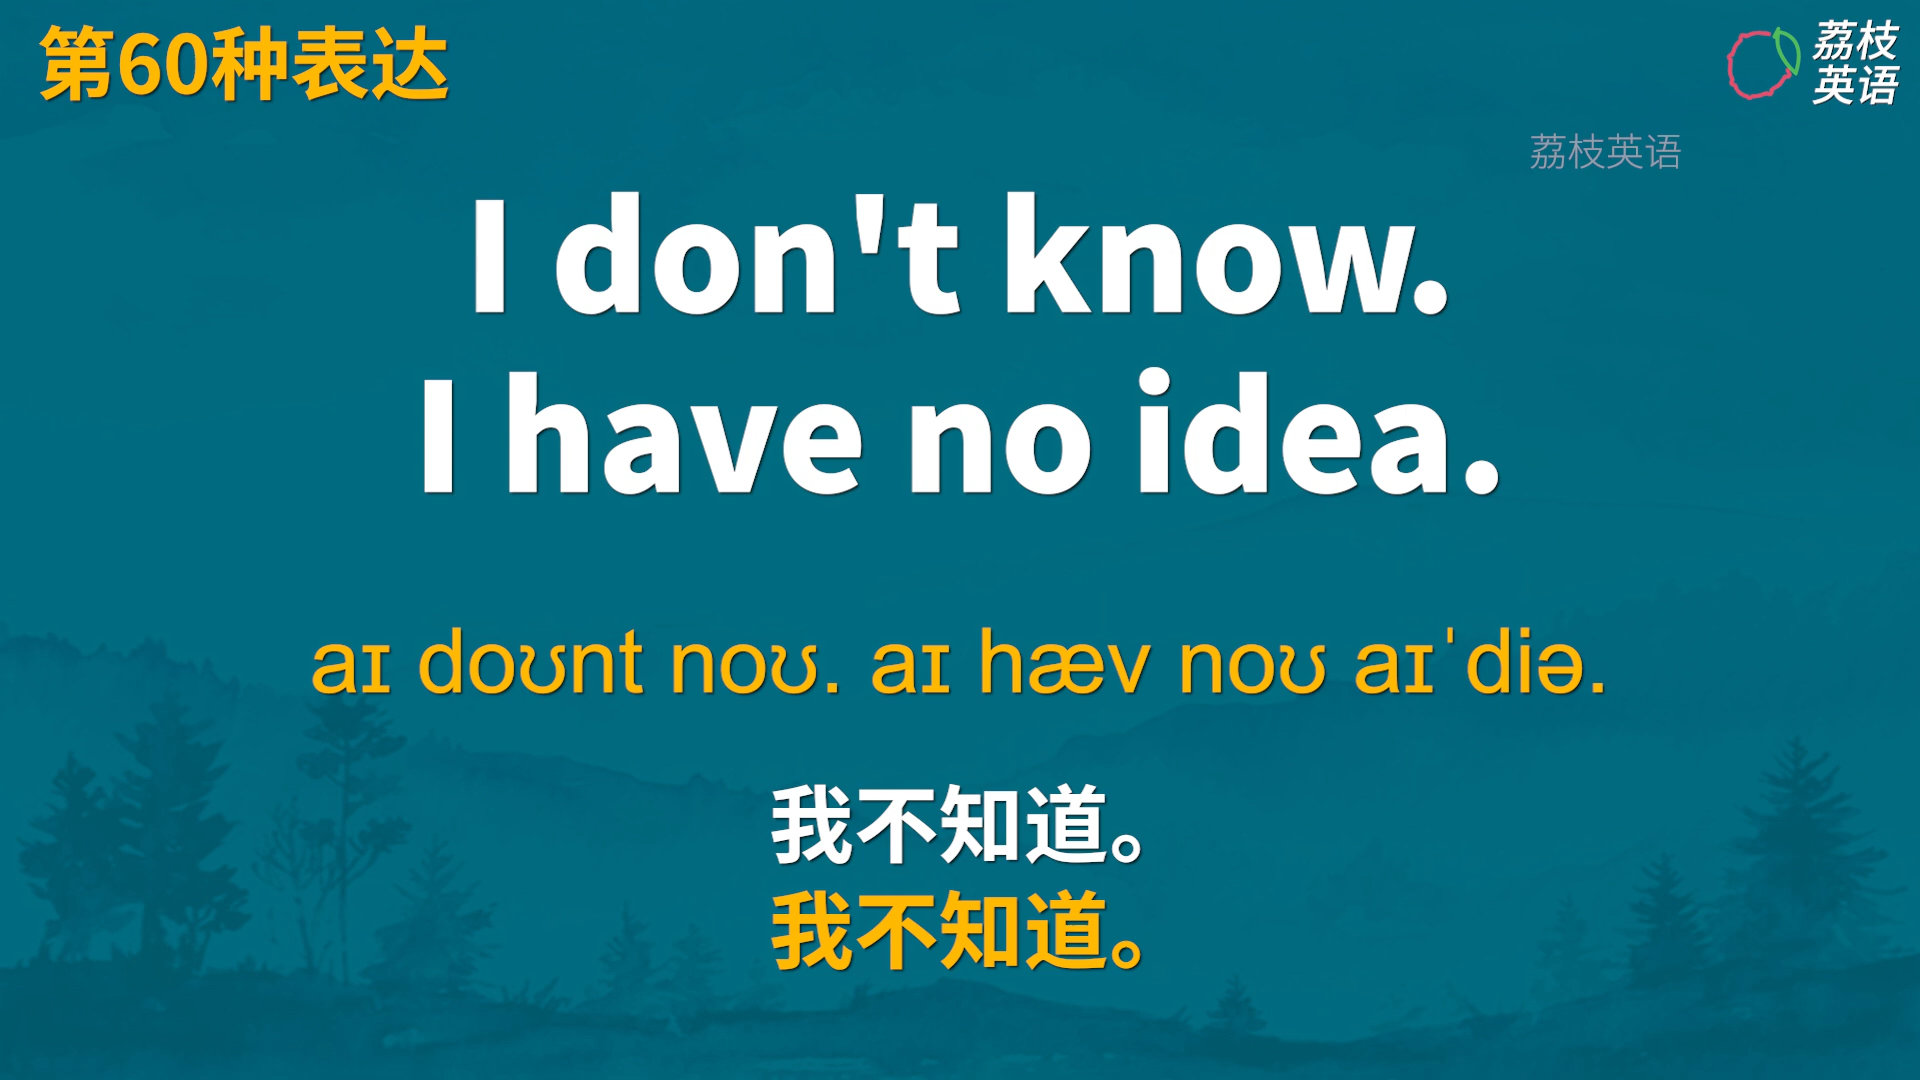 第60种表达
荔枝
英语
荔枝英语
I don't know.
I have no idea.
aɪ doʊnt noʊ. aɪ hæv noʊ aɪˈdiə.
我不知道。
我不知道。